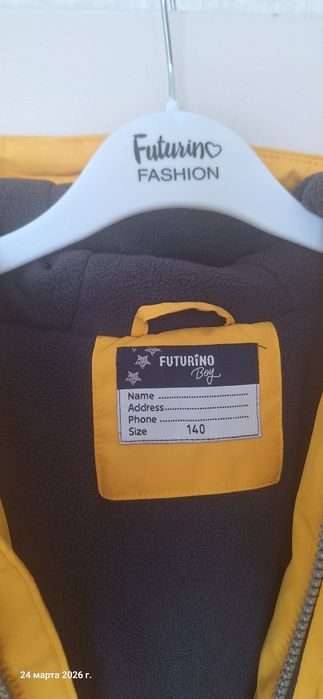 Futurino
FASHION
FUTURINO
Boy
Name ..............................
Address..........................
Phone ............................
Size 140
24 марта 2026 г.